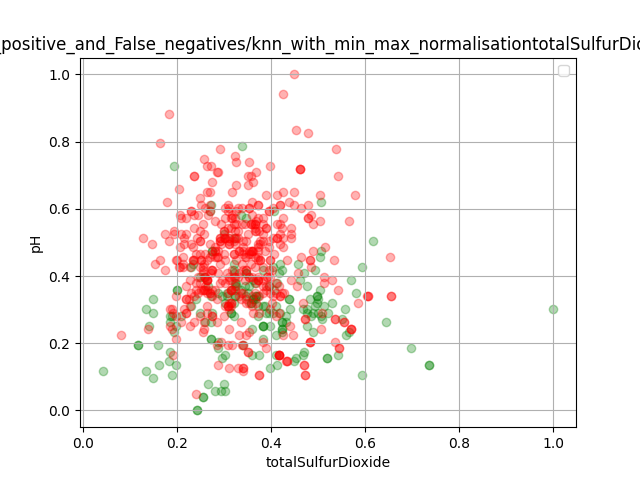 _positive_and_False_negatives/knn_with_min_max_normalisationtotalSulfurDio
1.0
0.8
0.6
0.4
0.2
0.0
pH
0.0 0.2 0.4 0.6 0.8 1.0
totalSulfurDioxide